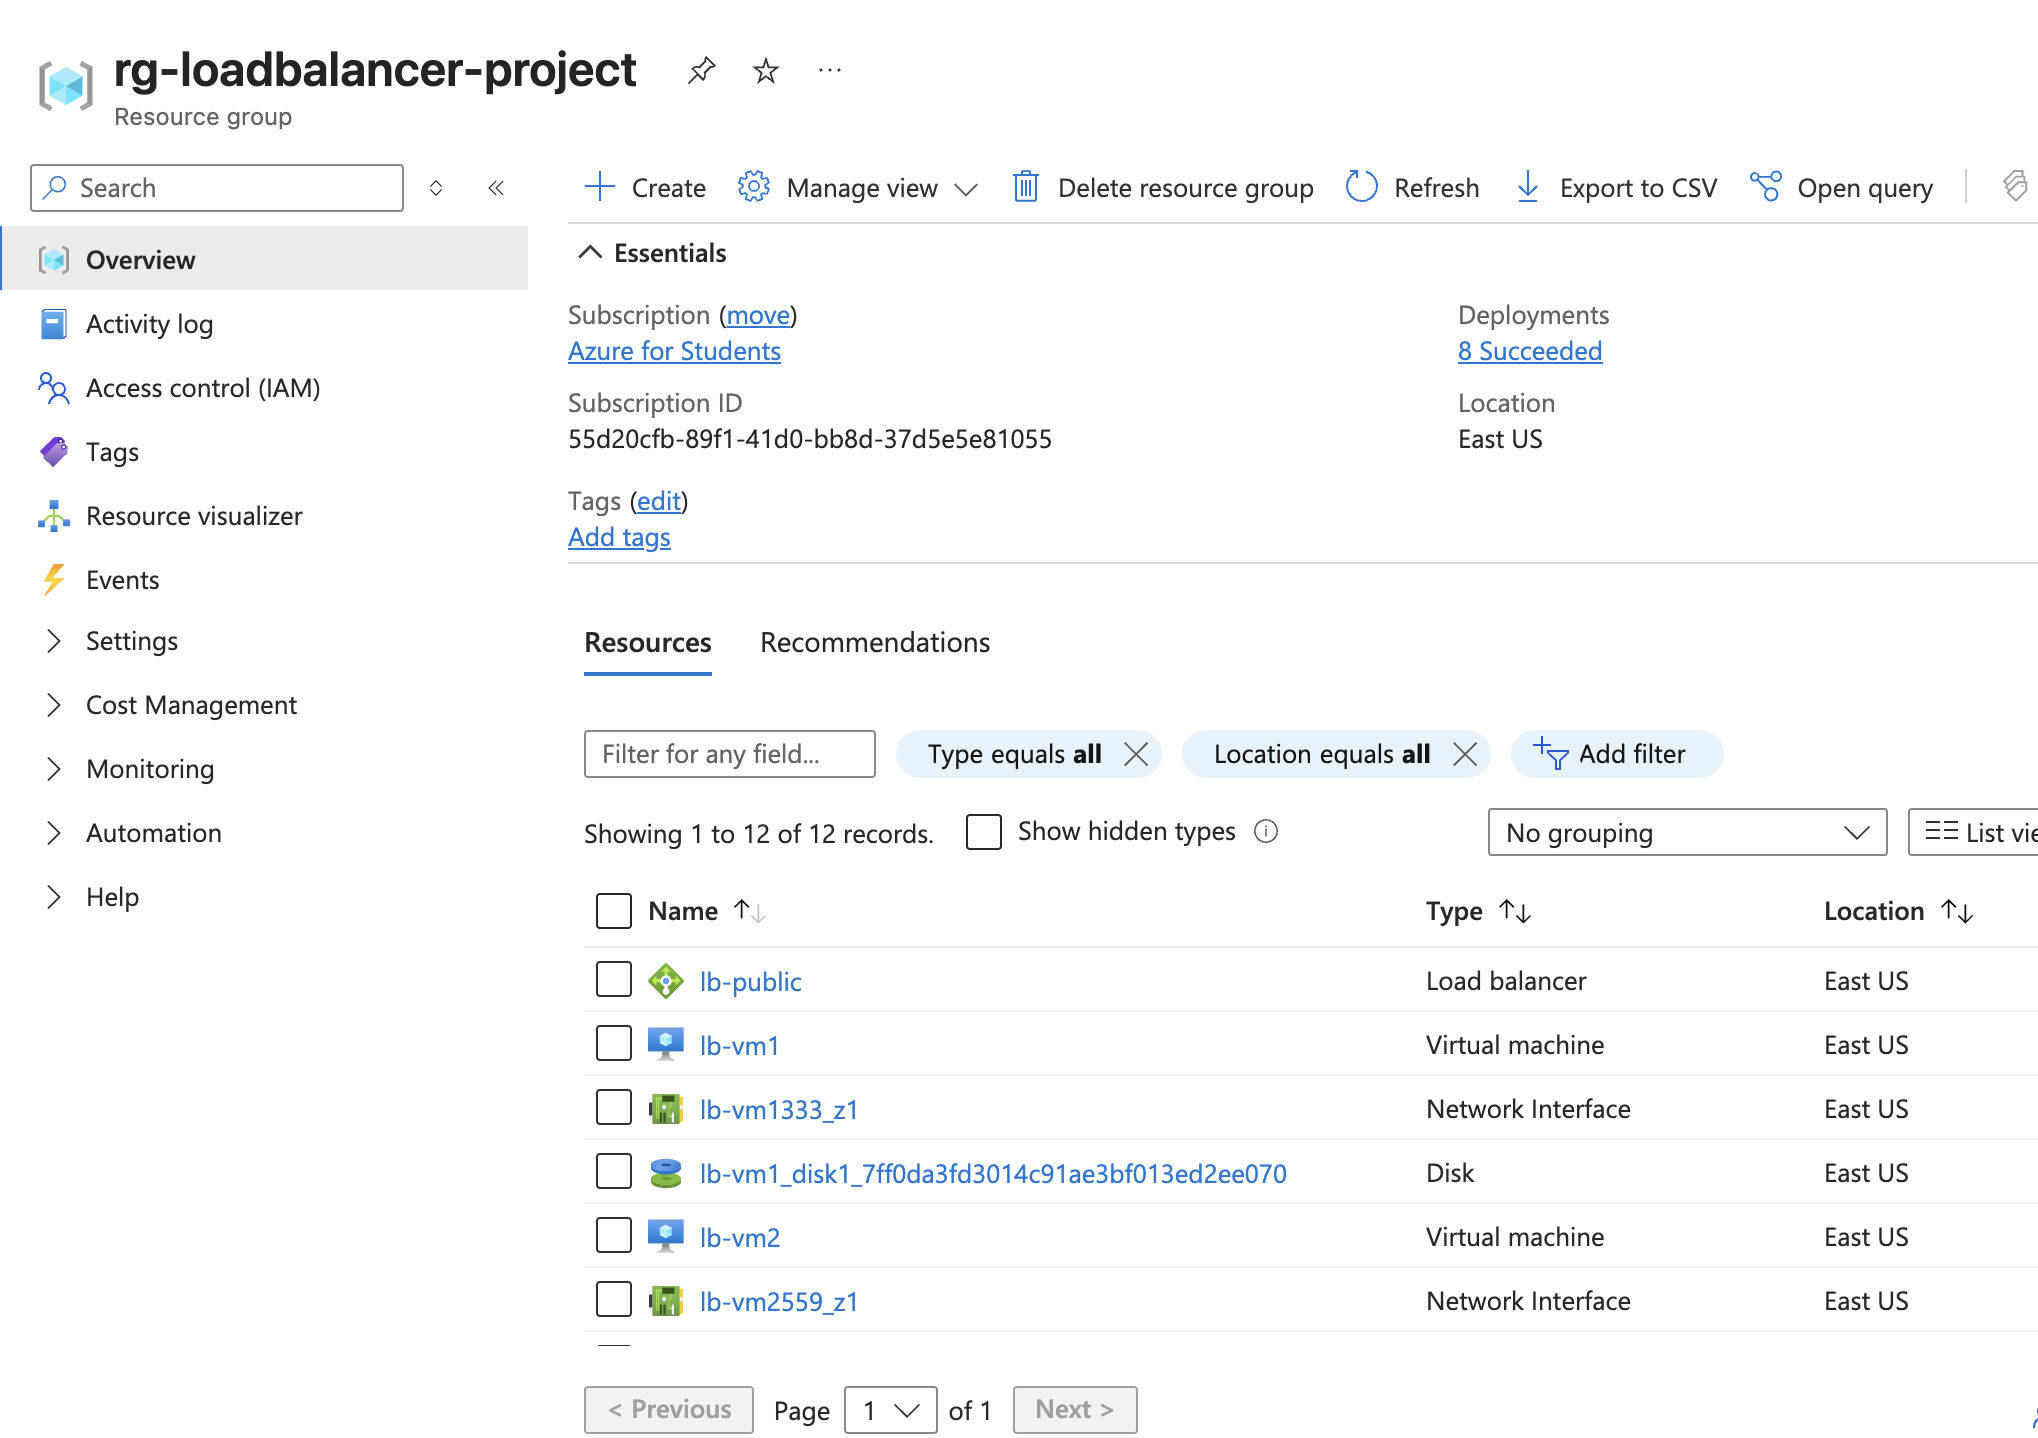 rg-loadbalancer-project
Resource group
Search
Overview
Activity log
Access control (IAM)
Tags
Resource visualizer
Events
Settings
Cost Management
Monitoring
Automation
Help
Create Manage view Delete resource group Refresh Export to CSV Open query
Essentials
Subscription (move)
Azure for Students
Subscription ID
55d20cfb-89f1-41d0-bb8d-37d5e5e81055
Deployments
8 Succeeded
Location
East US
Tags (edit)
Add tags
Resources Recommendations
Filter for any field... Type equals all Location equals all Add filter
Showing 1 to 12 of 12 records. Show hidden types No grouping List vie
Name Type Location
lb-public Load balancer East US
lb-vm1 Virtual machine East US
lb-vm1333_z1 Network Interface East US
lb-vm1_disk1_7ff0da3fd3014c91ae3bf013ed2ee070 Disk East US
lb-vm2 Virtual machine East US
lb-vm2559_z1 Network Interface East US
< Previous Page 1 of 1 Next >